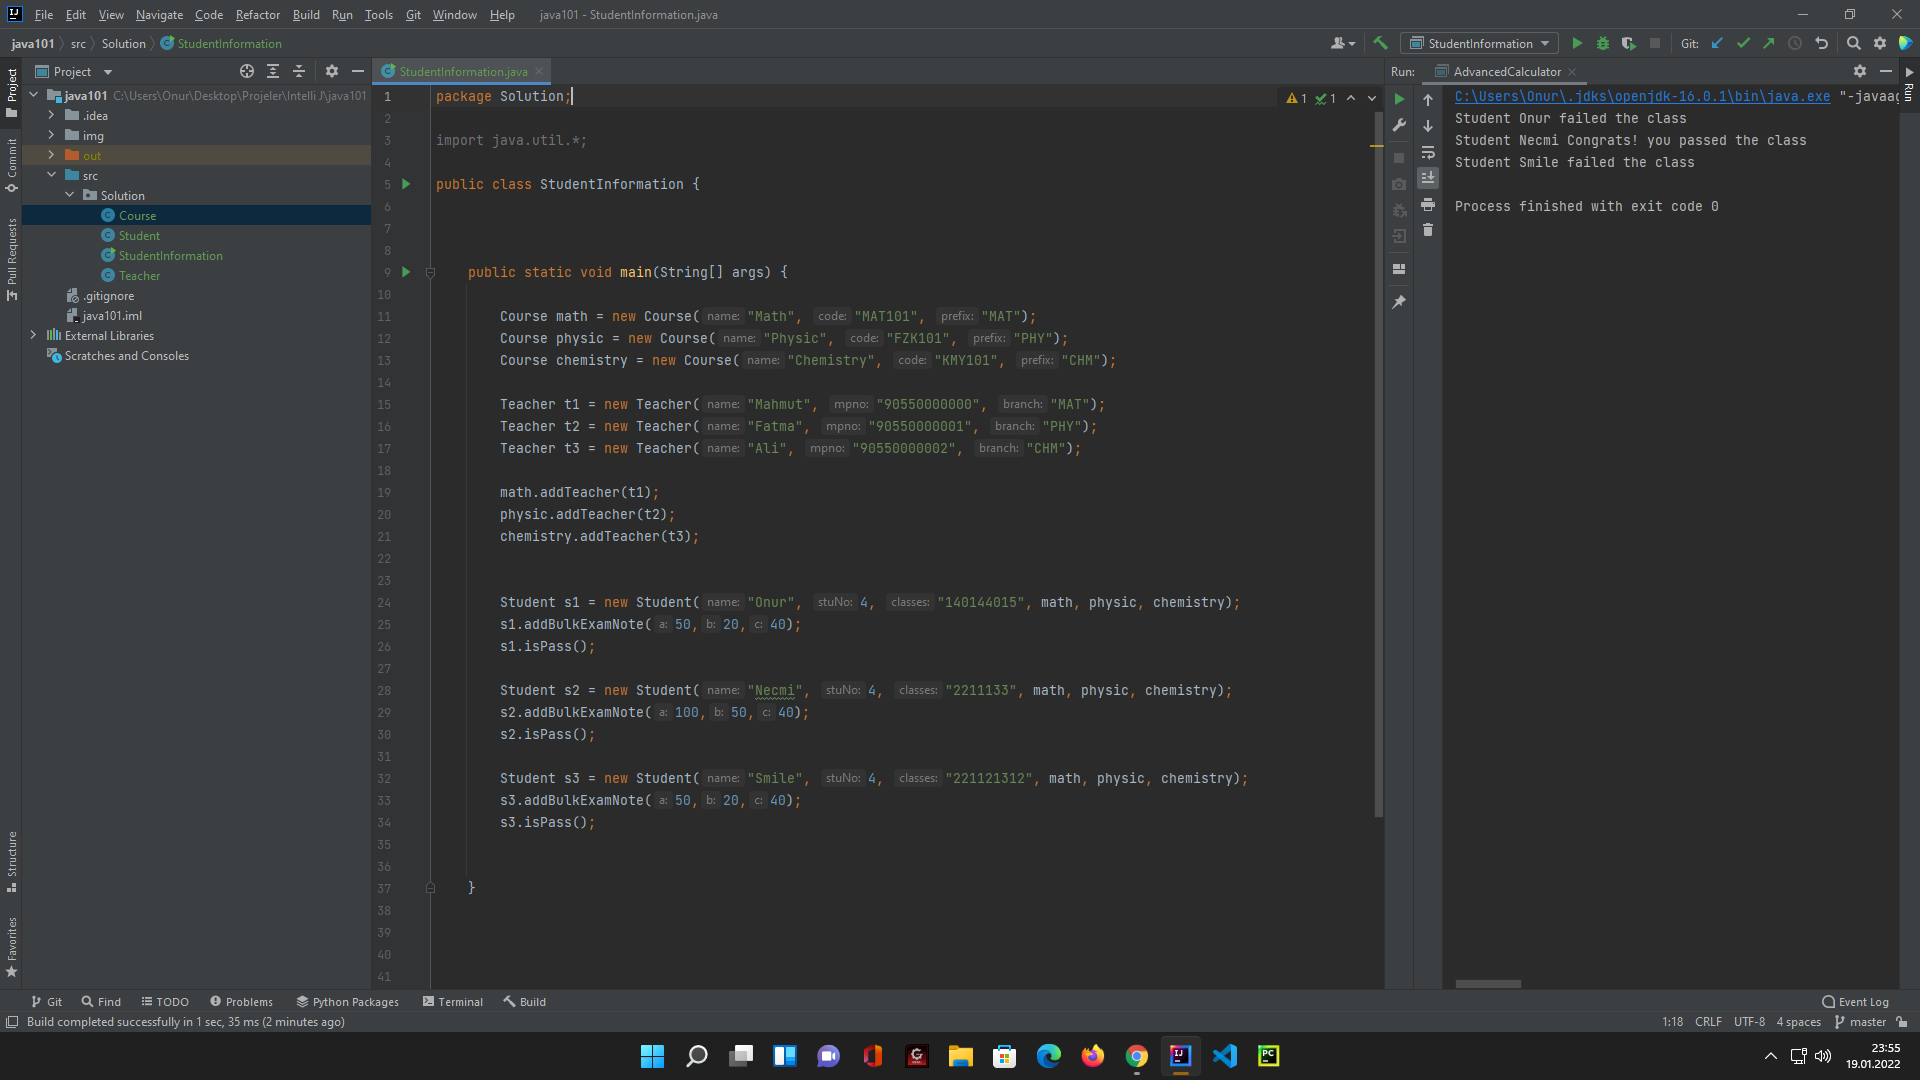 File Edit View Navigate Code Refactor Build Run Tools Git Window Help java101 - StudentInformation.java
java101 src Solution StudentInformation
StudentInformation Git:
Project
java101 C:\Users\Onur\Desktop\Projeler\Intelli J\java101
.idea
img
out
src
Solution
Course
Student
StudentInformation
Teacher
.gitignore
java101.iml
External Libraries
Scratches and Consoles
Project
Commit
Pull Requests
Structure
Favorites
StudentInformation.java
1 1
1 package Solution;
2
3 import java.util.*;
4
5 public class StudentInformation {
6
7
8
9 public static void main(String[] args) {
10
11 Course math = new Course( name: "Math", code: "MAT101", prefix: "MAT");
12 Course physic = new Course( name: "Physic", code: "FZK101", prefix: "PHY");
13 Course chemistry = new Course( name: "Chemistry", code: "KMY101", prefix: "CHM");
14
15 Teacher t1 = new Teacher( name: "Mahmut", mpno: "90550000000", branch: "MAT");
16 Teacher t2 = new Teacher( name: "Fatma", mpno: "90550000001", branch: "PHY");
17 Teacher t3 = new Teacher( name: "Ali", mpno: "90550000002", branch: "CHM");
18
19 math.addTeacher(t1);
20 physic.addTeacher(t2);
21 chemistry.addTeacher(t3);
22
23
24 Student s1 = new Student( name: "Onur", stuNo: 4, classes: "140144015", math, physic, chemistry);
25 s1.addBulkExamNote( a: 50, b: 20, c: 40);
26 s1.isPass();
27
28 Student s2 = new Student( name: "Necmi", stuNo: 4, classes: "2211133", math, physic, chemistry);
29 s2.addBulkExamNote( a: 100, b: 50, c: 40);
30 s2.isPass();
31
32 Student s3 = new Student( name: "Smile", stuNo: 4, classes: "221121312", math, physic, chemistry);
33 s3.addBulkExamNote( a: 50, b: 20, c: 40);
34 s3.isPass();
35
36
37 }
38
39
40
41
Run: AdvancedCalculator
C:\Users\Onur\.jdks\openjdk-16.0.1\bin\java.exe "-javaag
Student Onur failed the class
Student Necmi Congrats! you passed the class
Student Smile failed the class
Process finished with exit code 0
Run
Git Find TODO Problems Python Packages Terminal Build Event Log
Build completed successfully in 1 sec, 35 ms (2 minutes ago) 1:18 CRLF UTF-8 4 spaces master
23:55
19.01.2022